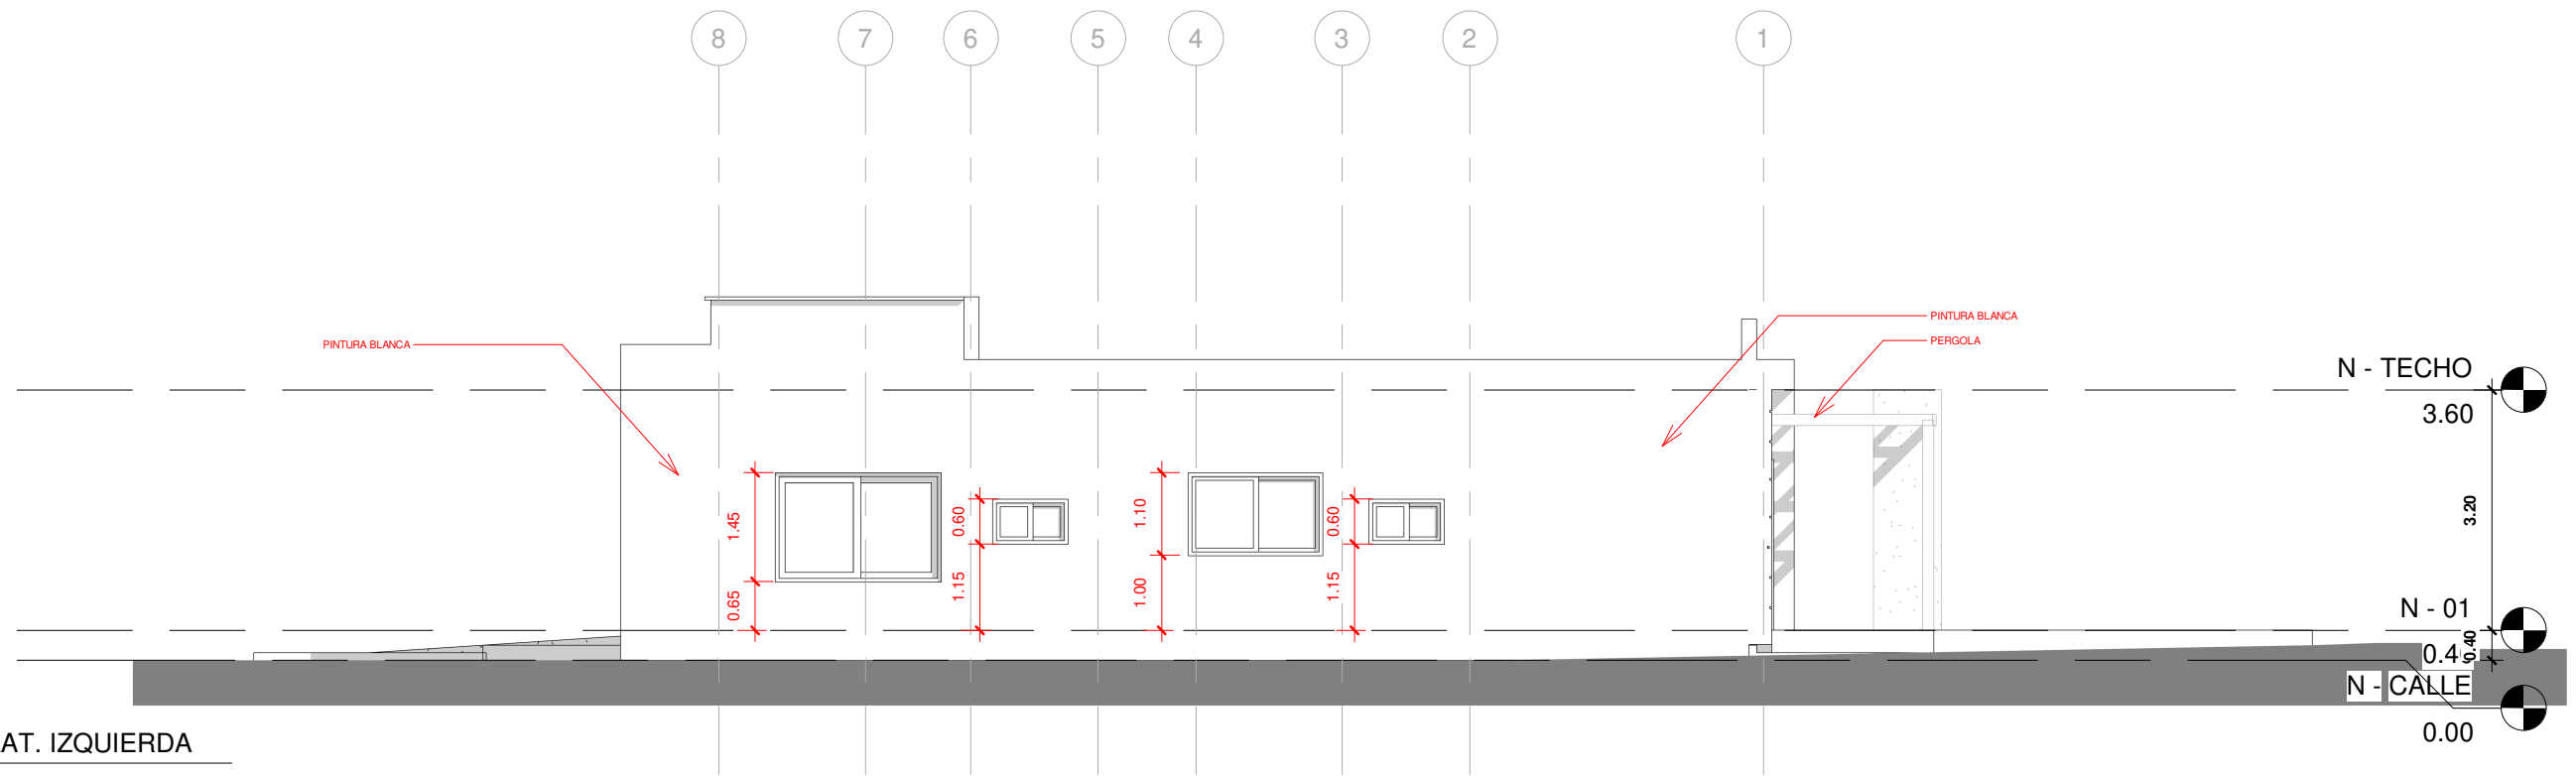 8 7 6 5 4 3 2 1
PINTURA BLANCA
PINTURA BLANCA
PERGOLA
N - TECHO
3.60
1.45
0.65
0.60
1.15
1.10
1.00
0.60
1.15
3.20
N - 01
0.40
N - CALLE
0.00
AT. IZQUIERDA